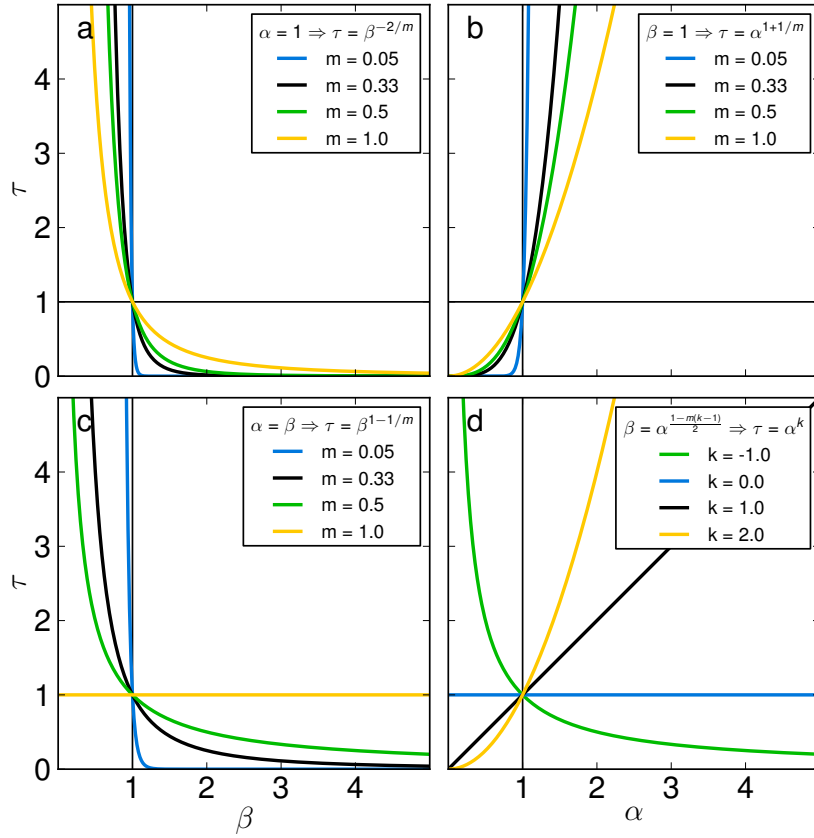 a
α = 1 ⇒ τ = β^{-2/m}
m = 0.05
m = 0.33
m = 0.5
m = 1.0
τ
4
3
2
1
0
b
β = 1 ⇒ τ = α^{1+1/m}
m = 0.05
m = 0.33
m = 0.5
m = 1.0
c
α = β ⇒ τ = β^{1-1/m}
m = 0.05
m = 0.33
m = 0.5
m = 1.0
τ
4
3
2
1
0
1 2 3 4
β
d
β = α^{\frac{1-m(k-1)}{2}} ⇒ τ = α^k
k = -1.0
k = 0.0
k = 1.0
k = 2.0
1 2 3 4
α